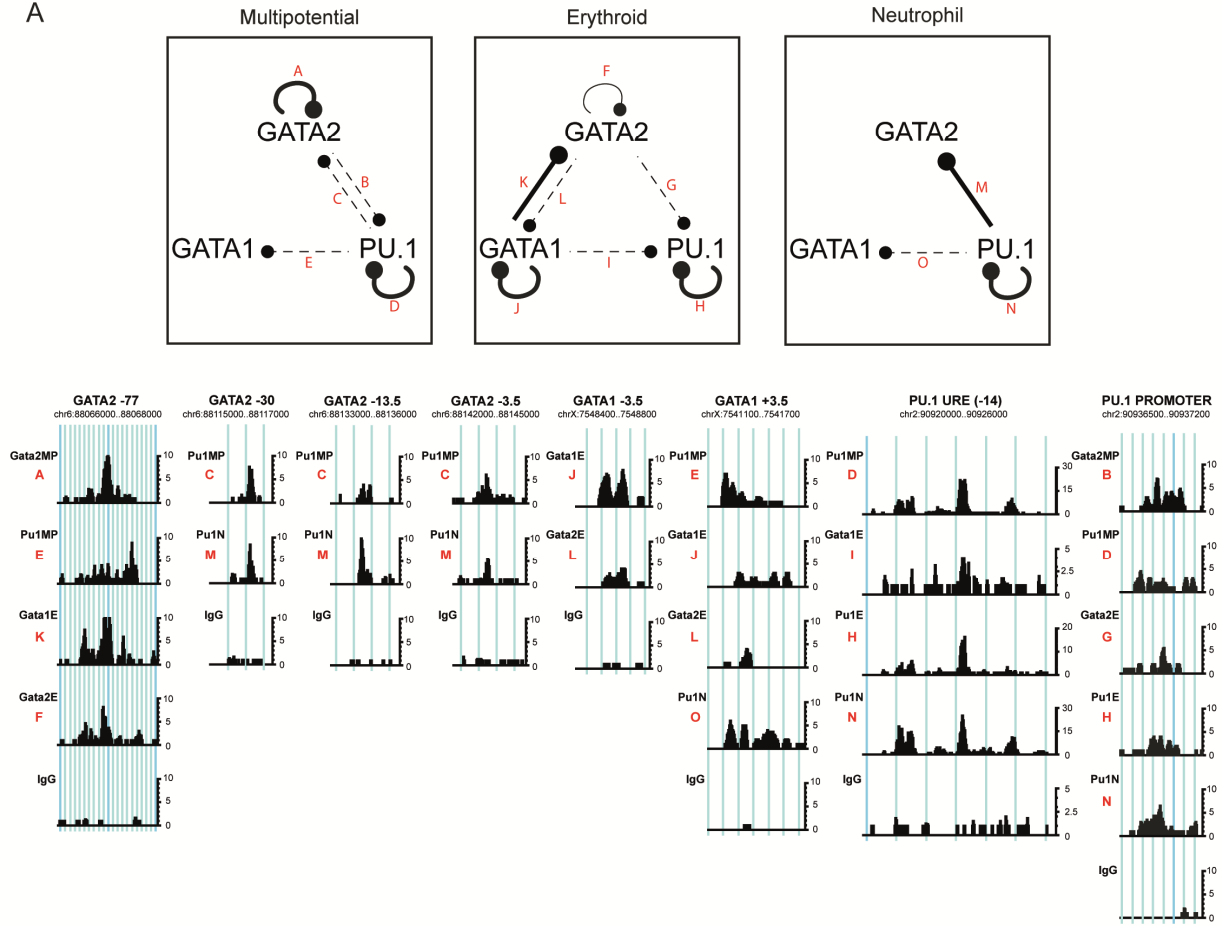 A
Multipotential Erythroid Neutrophil
A F
GATA2 GATA2 GATA2
B C K L G M
GATA1 PU.1 GATA1 PU.1 GATA1 PU.1
E I O
D J H N
GATA2 -77 GATA2 -30 GATA2 -13.5 GATA2 -3.5 GATA1 -3.5 GATA1 +3.5 PU.1 URE (-14) PU.1 PROMOTER
chr6:88066000..88068000 chr6:88115000..88117000 chr6:88133000..88136000 chr6:88142000..88145000 chrX:7548400..7548800 chrX:7541100..7541700 chr2:90920000..90926000 chr2:90936500..90937200
Gata2MP 10 Pu1MP 10 Pu1MP 10 Pu1MP 10 Gata1E 10 Pu1MP 10 Pu1MP 30 Gata2MP 10
A 5 C 5 C 5 C 5 J 5 E 5 D 15 B 5
0 0 0 0 0 0 0 0
Pu1MP 10 Pu1N 10 Pu1N 10 Pu1N 10 Gata2E 10 Gata1E 10 Gata1E 5 Pu1MP 10
E 5 M 5 M 5 M 5 L 5 J 5 I 2.5 D 5
0 0 0 0 0 0 0 0
Gata1E 10 IgG 10 IgG 10 IgG 10 IgG 10 Gata2E 10 Pu1E 20 Gata2E 10
K 5 5 5 5 5 L 5 H 10 G 5
0 0 0 0 0 0 0 0
Gata2E 10 Pu1N 10 Pu1N 30 Pu1E 10
F 5 O 5 N 15 H 5
0 0 0 0
IgG 10 IgG 10 IgG 5 Pu1N 10
5 5 2.5 N 5
0 0 0 0
IgG 10
5
0